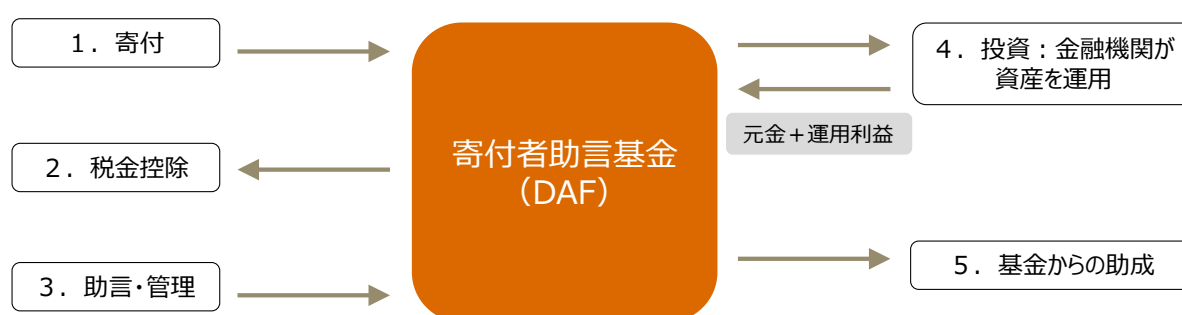 1．寄付
2．税金控除
3．助言・管理
寄付者助言基金
（DAF）
4．投資：金融機関が
資産を運用
元金＋運用利益
5．基金からの助成